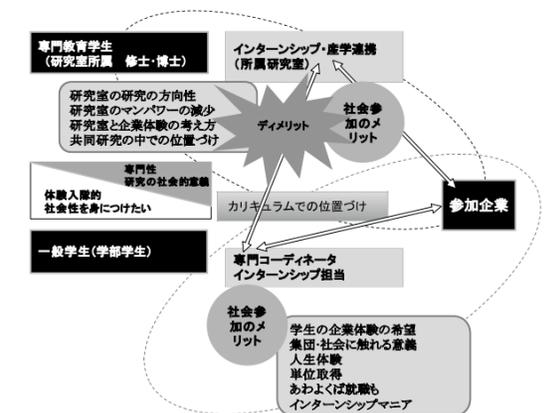 専門教育学生
(研究室所属　修士・博士)
インターンシップ・産学連携
(所属研究室)
研究室の研究の方向性
研究室のマンパワーの減少
研究室と企業体験の考え方
共同研究の中での位置づけ
ディメリット
社会参
加のメ
リット
専門性
研究の社会的意義
体験入隊的
社会性を身につけたい
カリキュラムでの位置づけ
参加企業
一般学生(学部学生)
専門コーディネータ
インターンシップ担当
社会参
加のメ
リット
学生の企業体験の希望
集団・社会に触れる意義
人生体験
単位取得
あわよくば就職も
インターンシップマニア